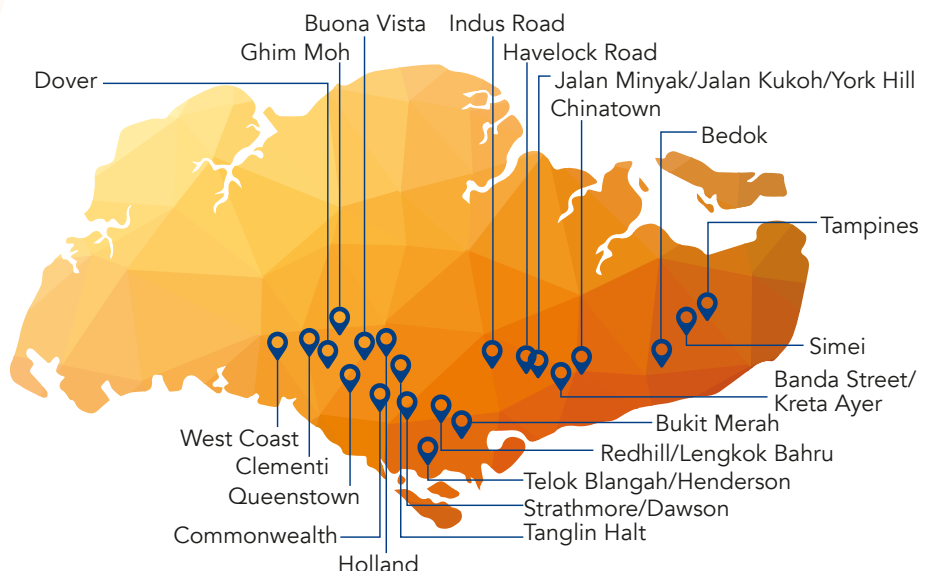 Buona Vista
Indus Road
Ghim Moh
Havelock Road
Dover
Jalan Minyak/Jalan Kukoh/York Hill
Chinatown
Bedok
Tampines
Simei
Banda Street/
Kreta Ayer
Bukit Merah
West Coast
Redhill/Lengkok Bahru
Clementi
Telok Blangah/Henderson
Queenstown
Strathmore/Dawson
Commonwealth
Tanglin Halt
Holland